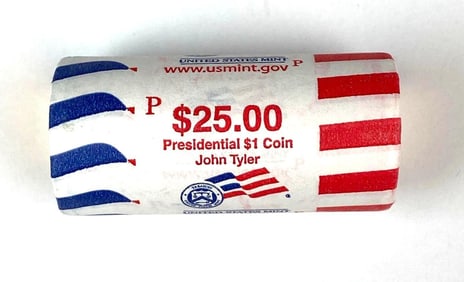 UNITED STATES MINT
www.usmint.gov P
P $25.00
Presidential $1 Coin
John Tyler
UNITED STATES MINT